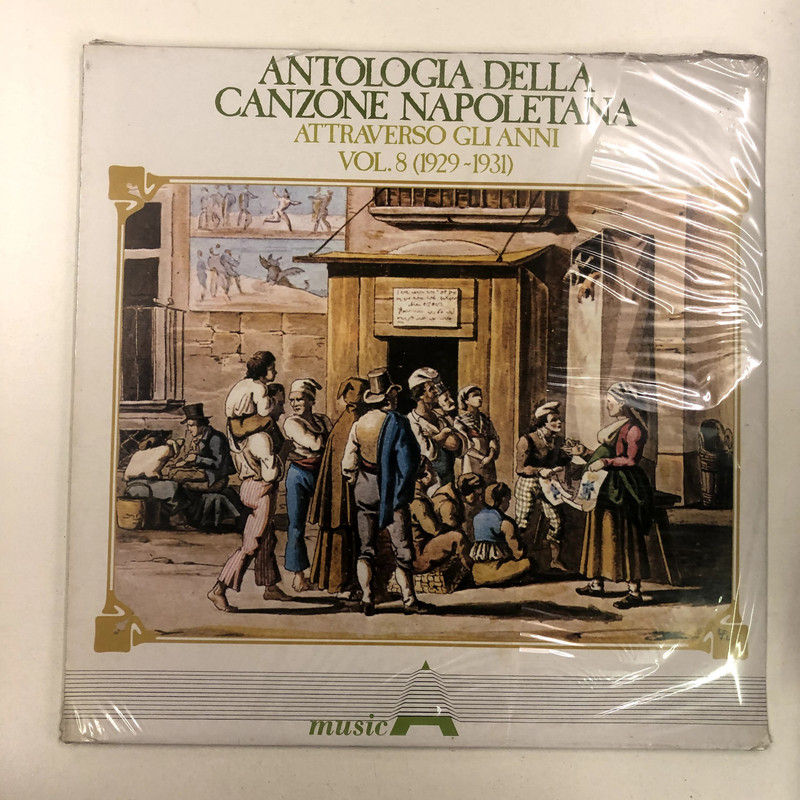 ANTOLOGIA DELLA
CANZONE NAPOLETANA
ATTRAVERSO GLI ANNI
VOL. 8 (1929-1931)
music A